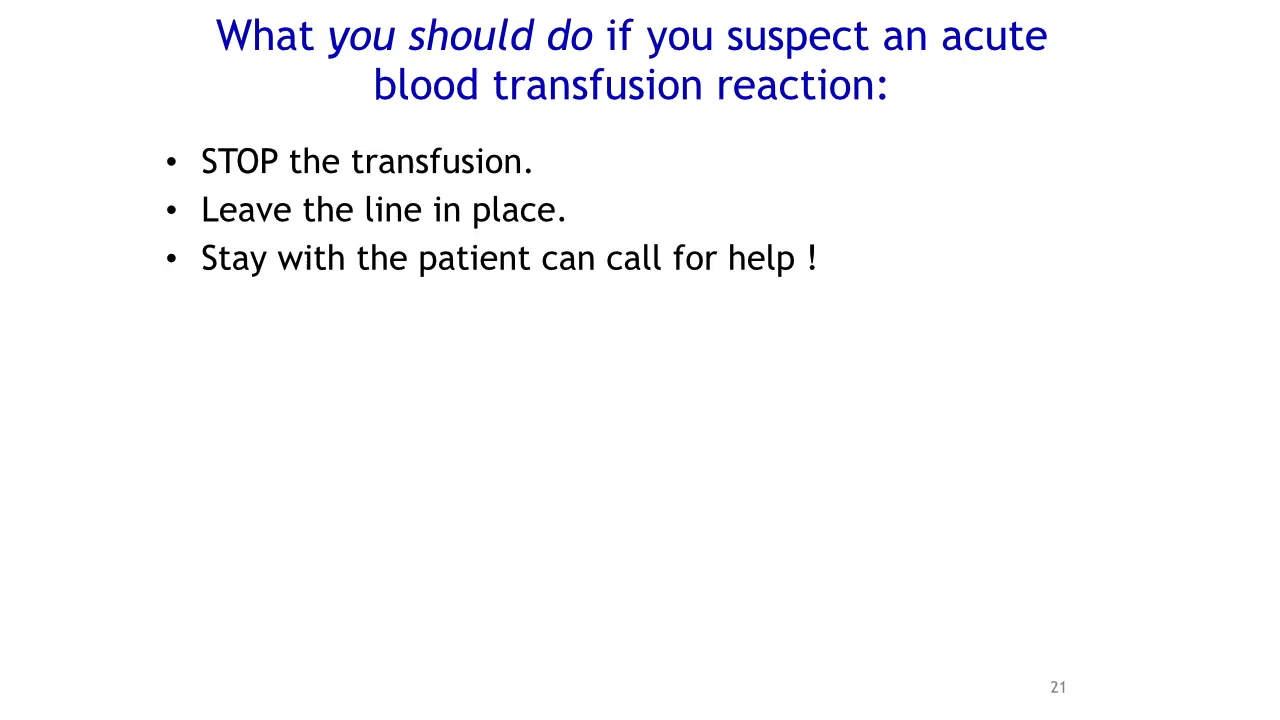 What you should do if you suspect an acute
blood transfusion reaction:
• STOP the transfusion.
• Leave the line in place.
• Stay with the patient can call for help !
21